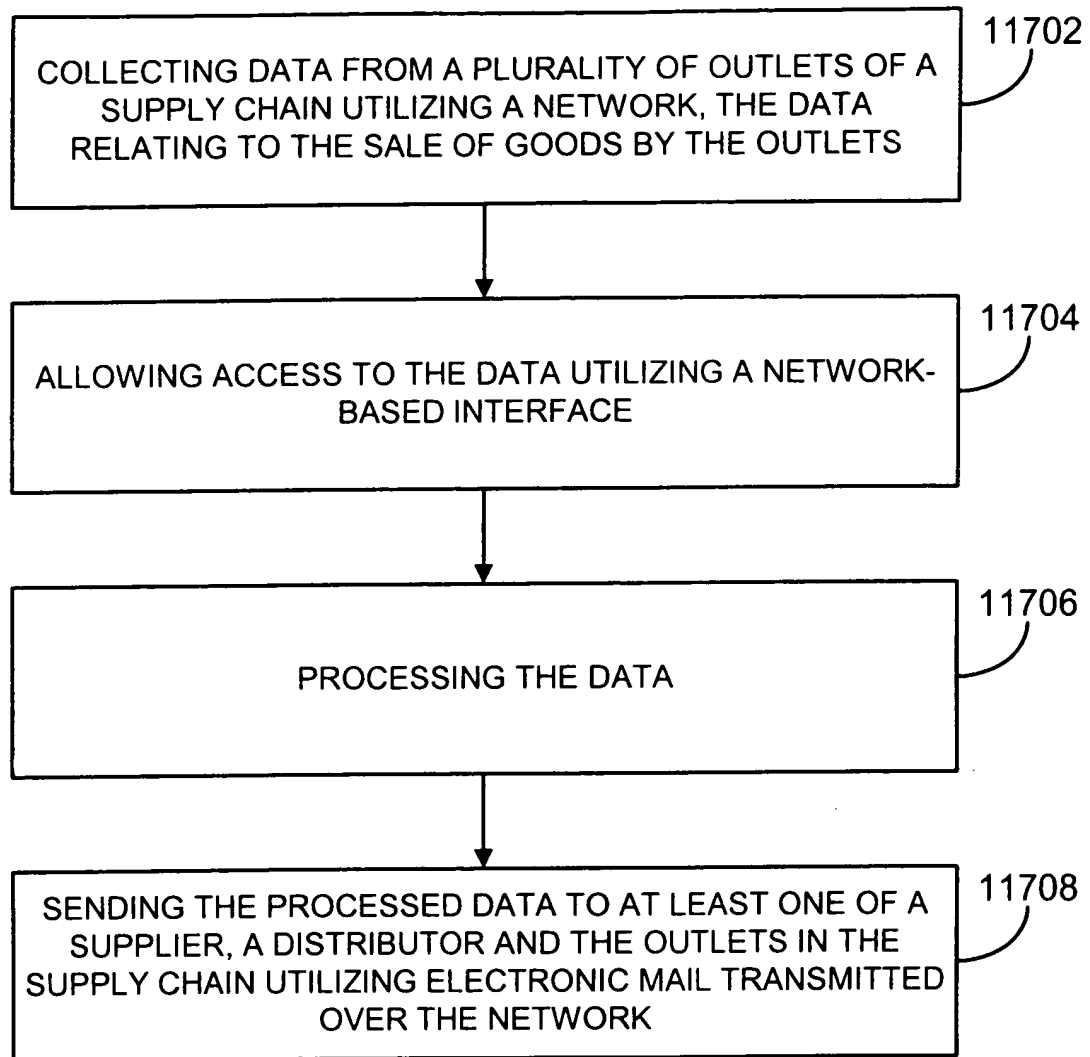 11702
COLLECTING DATA FROM A PLURALITY OF OUTLETS OF A
SUPPLY CHAIN UTILIZING A NETWORK, THE DATA
RELATING TO THE SALE OF GOODS BY THE OUTLETS
11704
ALLOWING ACCESS TO THE DATA UTILIZING A NETWORK-
BASED INTERFACE
11706
PROCESSING THE DATA
11708
SENDING THE PROCESSED DATA TO AT LEAST ONE OF A
SUPPLIER, A DISTRIBUTOR AND THE OUTLETS IN THE
SUPPLY CHAIN UTILIZING ELECTRONIC MAIL TRANSMITTED
OVER THE NETWORK